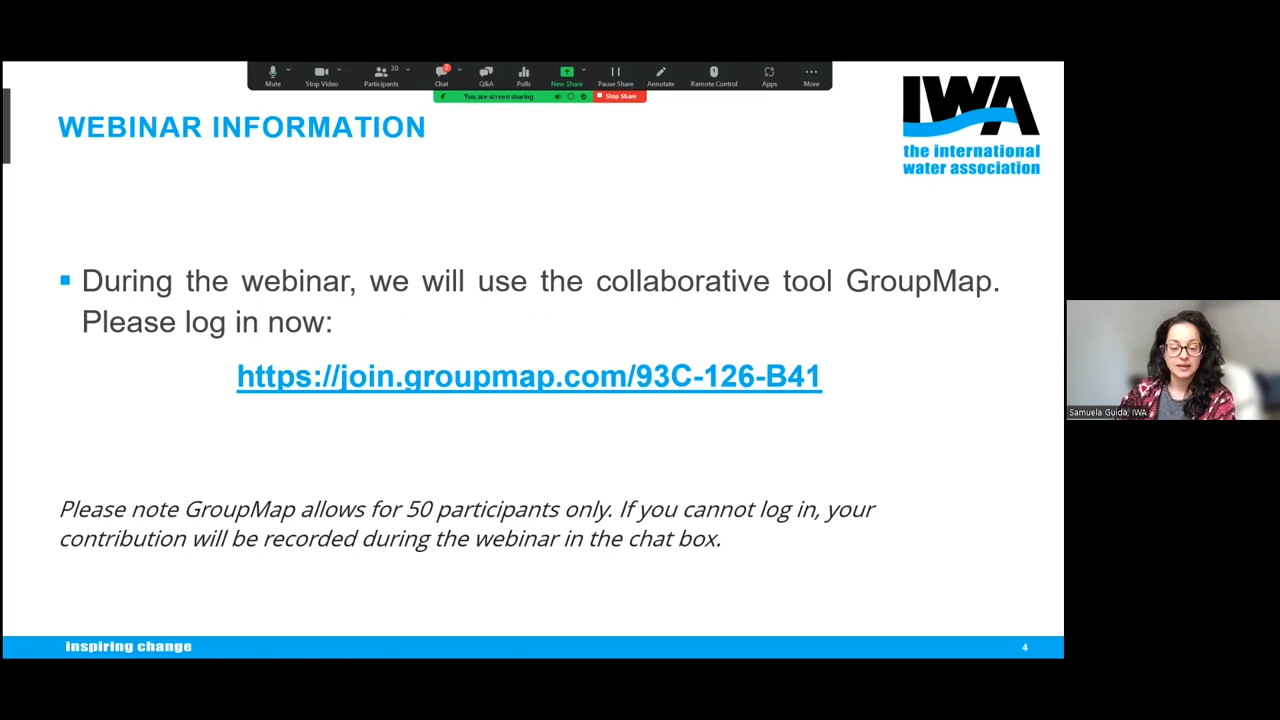 Mute
Stop Video
Participants
30
Chat
2
Q&A
Polls
New Share
Pause Share
Annotate
Remote Control
Apps
More
You are screen sharing
Stop Share
WEBINAR INFORMATION
IWA
the international
water association
During the webinar, we will use the collaborative tool GroupMap.
Please log in now:
https://join.groupmap.com/93C-126-B41
Samuela Guida, IWA
Please note GroupMap allows for 50 participants only. If you cannot log in, your
contribution will be recorded during the webinar in the chat box.
inspiring change
4